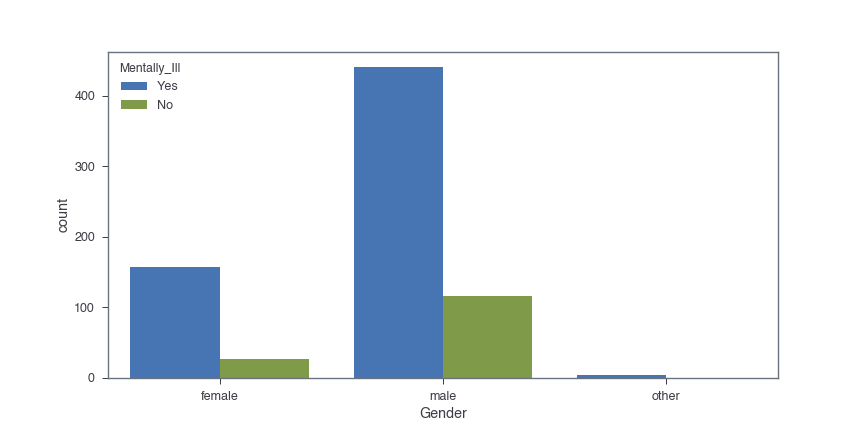 Mentally_Ill
Yes
No
400
300
200
100
0
count
female
male
other
Gender